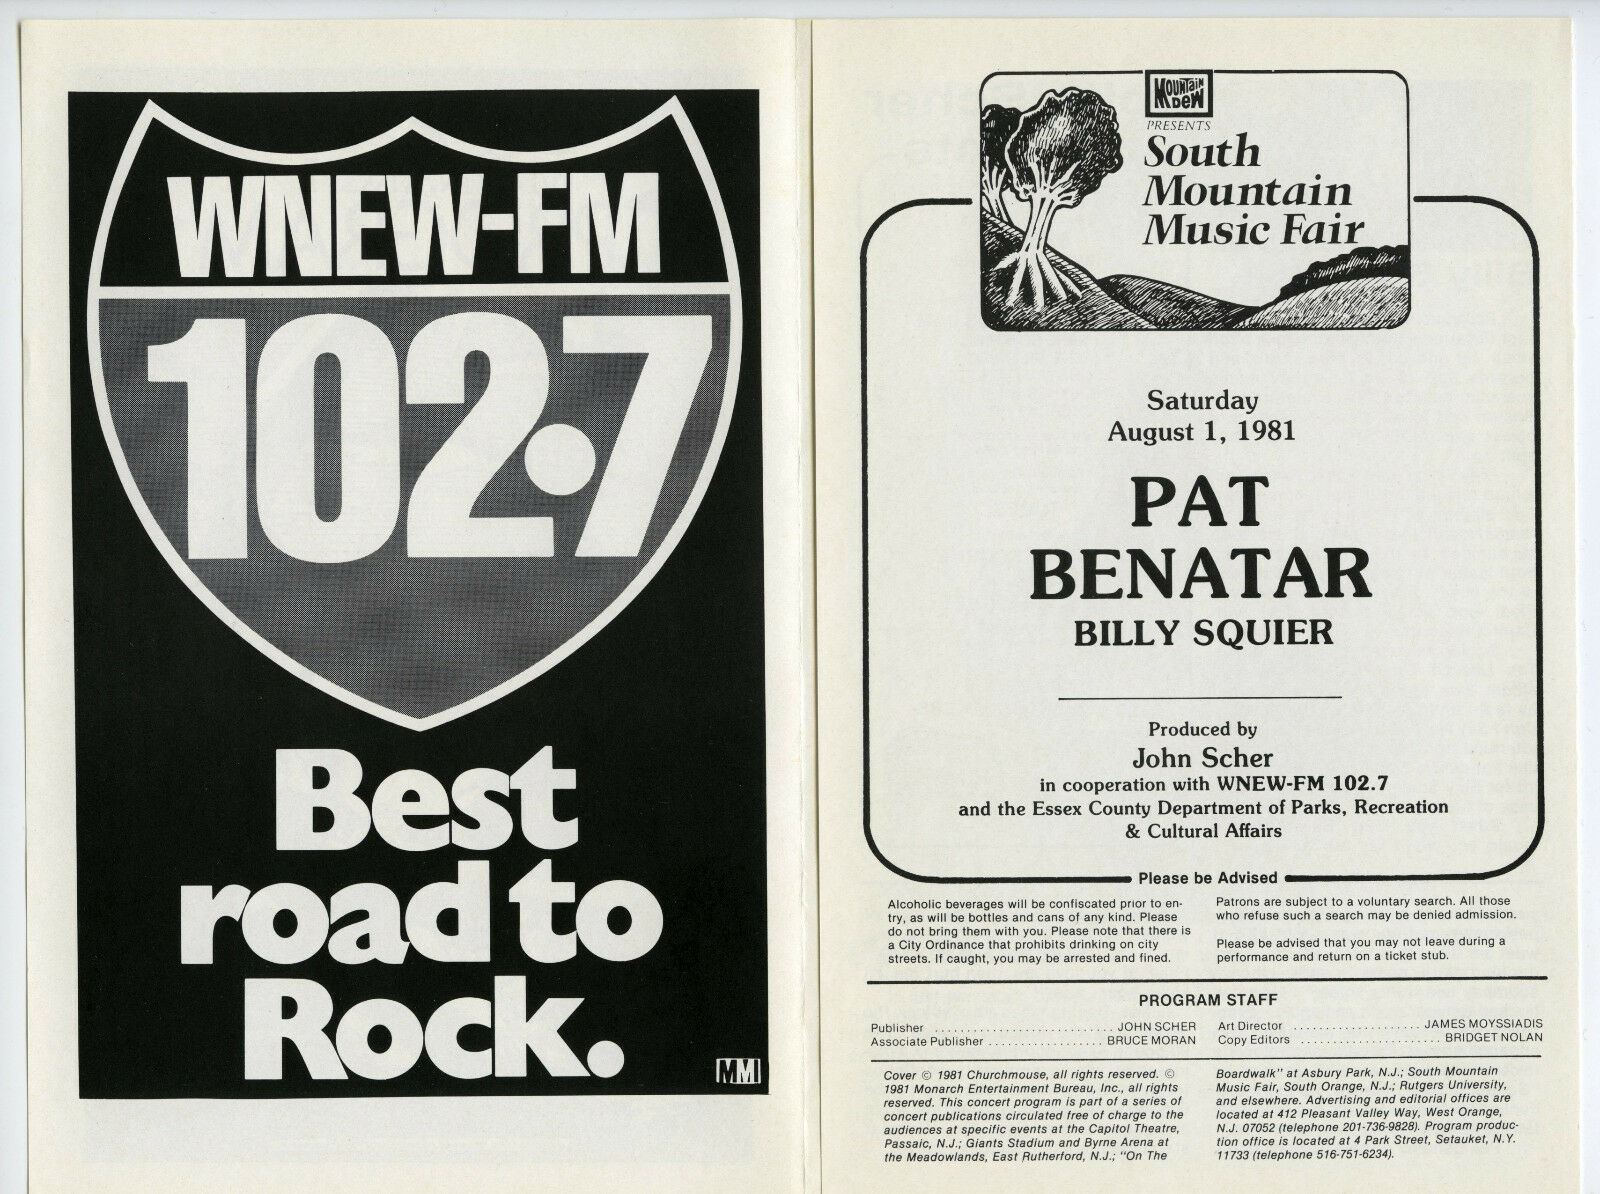 WNEW-FM
102.7
Best
road to
Rock.
MM
MOUNTAIN
DEW
PRESENTS
South
Mountain
Music Fair
Saturday
August 1, 1981
PAT
BENATAR
BILLY SQUIER
Produced by
John Scher
in cooperation with WNEW-FM 102.7
and the Essex County Department of Parks, Recreation
& Cultural Affairs
Please be Advised
Alcoholic beverages will be confiscated prior to en-
try, as will be bottles and cans of any kind. Please
do not bring them with you. Please note that there is
a City Ordinance that prohibits drinking on city
streets. If caught, you may be arrested and fined.
Patrons are subject to a voluntary search. All those
who refuse such a search may be denied admission.
Please be advised that you may not leave during a
performance and return on a ticket stub.
PROGRAM STAFF
Publisher ............................ JOHN SCHER
Associate Publisher .................. BRUCE MORAN
Art Director .................... JAMES MOYSSIADIS
Copy Editors ...................... BRIDGET NOLAN
Cover © 1981 Churchmouse, all rights reserved. ©
1981 Monarch Entertainment Bureau, Inc., all rights
reserved. This concert program is part of a series of
concert publications circulated free of charge to the
audiences at specific events at the Capitol Theatre,
Passaic, N.J.; Giants Stadium and Byrne Arena at
the Meadowlands, East Rutherford, N.J.; "On The
Boardwalk" at Asbury Park, N.J.; South Mountain
Music Fair, South Orange, N.J.; Rutgers University,
and elsewhere. Advertising and editorial offices are
located at 412 Pleasant Valley Way, West Orange,
N.J. 07052 (telephone 201-736-9828). Program produc-
tion office is located at 4 Park Street, Setauket, N.Y.
11733 (telephone 516-751-6234).